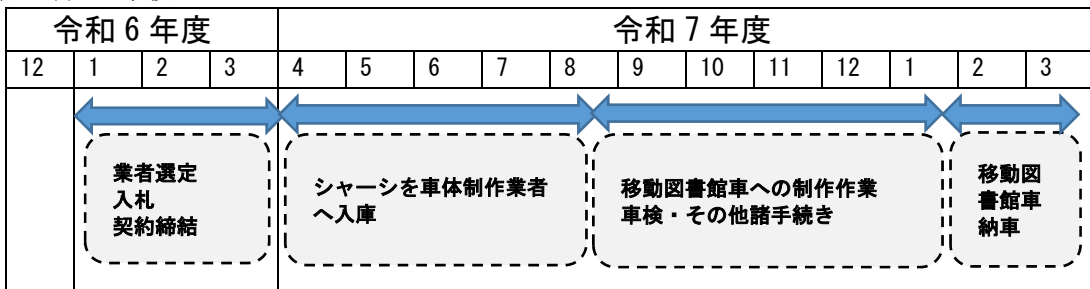 令和６年度
令和７年度
12 1 2 3 4 5 6 7 8 9 10 11 12 1 2 3
業者選定
入札
契約締結
シャーシを車体制作業者
へ入庫
移動図書館車への制作作業
車検・その他諸手続き
移動図
書館車
納車